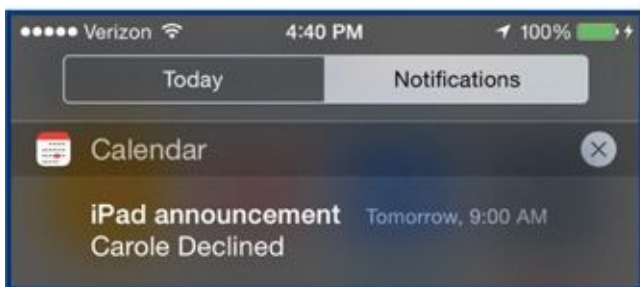 Verizon 4:40 PM 100%
Today Notifications
Calendar
iPad announcement Tomorrow, 9:00 AM
Carole Declined